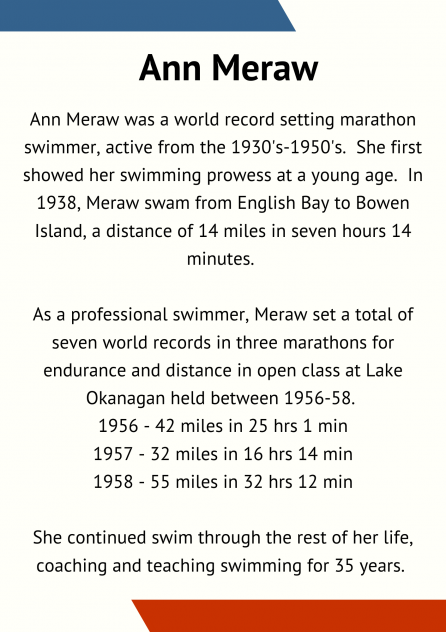 Ann Meraw
Ann Meraw was a world record setting marathon
swimmer, active from the 1930's-1950's.  She first
showed her swimming prowess at a young age.  In
1938, Meraw swam from English Bay to Bowen
Island, a distance of 14 miles in seven hours 14
minutes.
As a professional swimmer, Meraw set a total of
seven world records in three marathons for
endurance and distance in open class at Lake
Okanagan held between 1956-58.
1956 - 42 miles in 25 hrs 1 min
1957 - 32 miles in 16 hrs 14 min
1958 - 55 miles in 32 hrs 12 min
She continued swim through the rest of her life,
coaching and teaching swimming for 35 years.